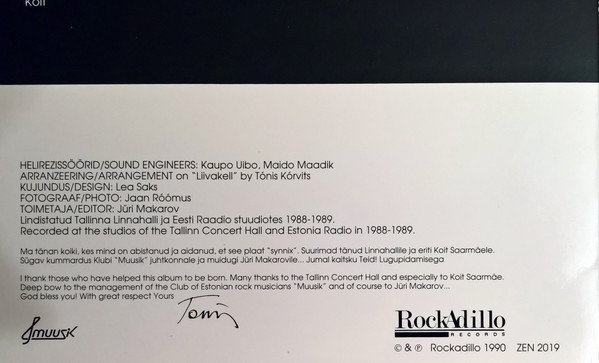 Koit
HELIREZISSÕÕRID/SOUND ENGINEERS: Kaupo Uibo, Maido Maadik
ARANZEERING/ARRANGEMENT on "Liivakell" by Tõnis Kõrvits
KUJUNDUS/DESIGN: Lea Saks
FOTOGRAAF/PHOTO: Jaan Róómus
TOIMETAJA/EDITOR: Jũri Makarov
Lindistatud Tallinna Linnahalli ja Eesti Raadio stuudiotes 1988-1989.
Recorded at the studios of the Tallinn Concert Hall and Estonia Radio in 1988-1989.
Ma tänan koiki, kes mind on abistanud ja aidanud, et see plaat "synnix". Suurimad tänud Linnahallile ja eriti Koit Saarmäele.
Sügav kummardus Klubi "Muusik" juhtkonnale ja muidugi Jüri Makarovile... Jumal kaitsku Teid! Lugupidamisega
I thank those who have helped this album to be born. Many thanks to the Tallinn Concert Hall and especially to Koit Saarmäe.
Deep bow to the management of the Club of Estonian rock musicians "Muusik" and of course to Jüri Makarov...
God bless you! With great respect Yours
MUUSIK
RockAdillo
RECORDS
© & ℗ Rockadillo 1990 ZEN 2019